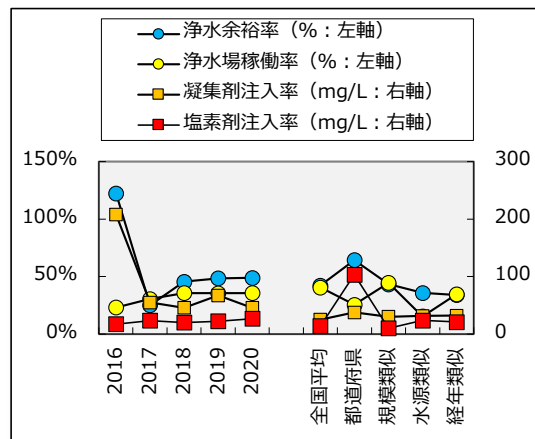 浄水余裕率（%：左軸）
浄水場稼働率（%：左軸）
凝集剤注入率（mg/L：右軸）
塩素剤注入率（mg/L：右軸）
150%
100%
50%
0%
300
200
100
0
2016
2017
2018
2019
2020
全国平均
都道府県
規模類似
水源類似
経年類似